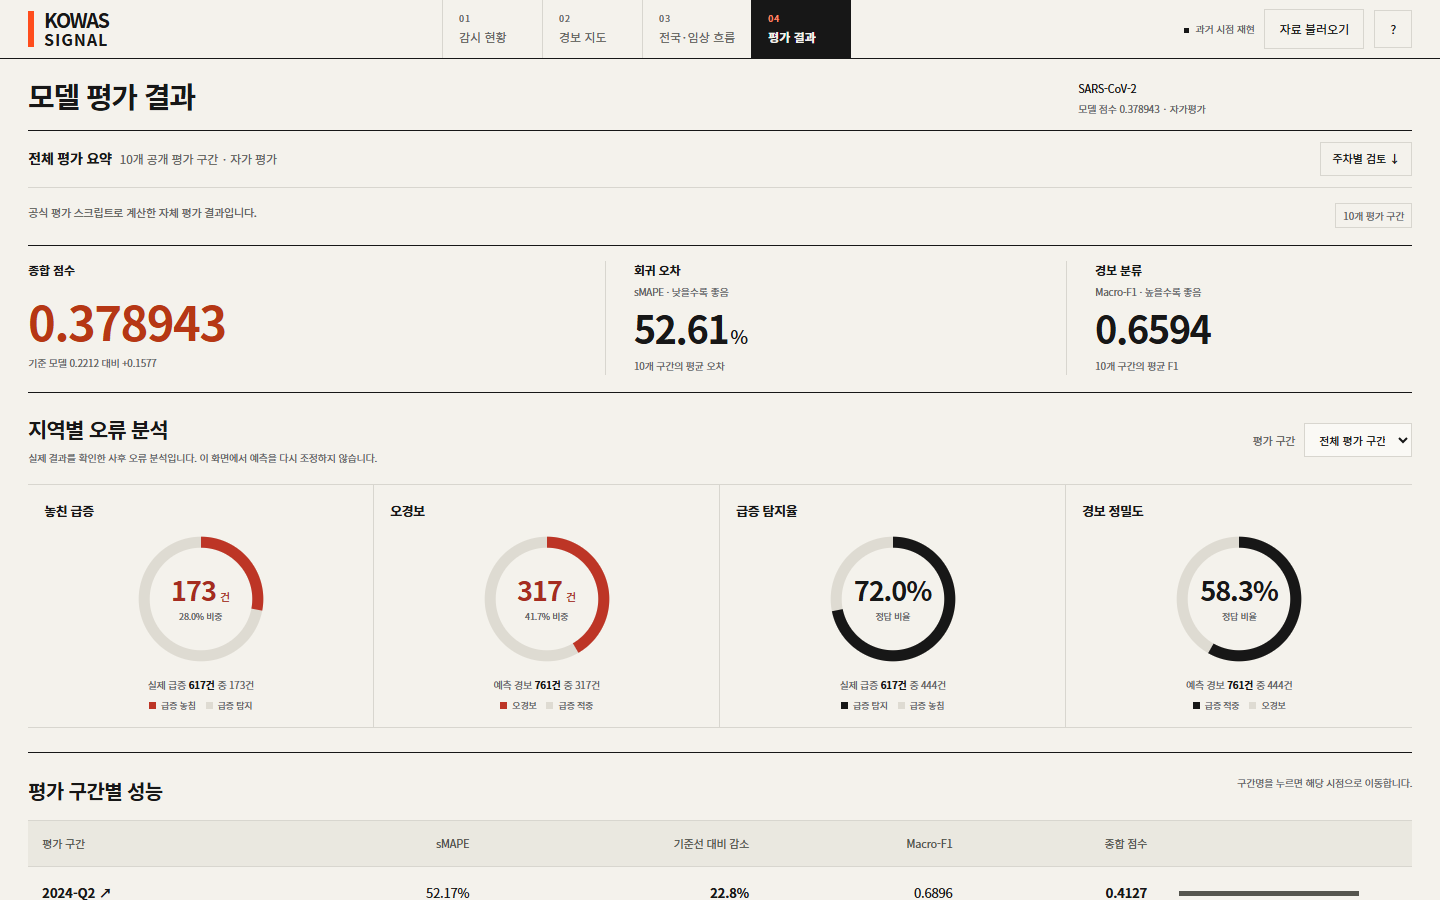 KOWAS
SIGNAL
01
감시 현황
02
경보 지도
03
전국·임상 흐름
04
평가 결과
과거 시점 재현
자료 불러오기
?
모델 평가 결과
SARS-CoV-2
모델 점수 0.378943 · 자가평가
전체 평가 요약 10개 공개 평가 구간 · 자가 평가
주차별 검토 ↓
공식 평가 스크립트로 계산한 자체 평가 결과입니다.
10개 평가 구간
종합 점수
0.378943
기준 모델 0.2212 대비 +0.1577
회귀 오차
sMAPE · 낮을수록 좋음
52.61%
10개 구간의 평균 오차
경보 분류
Macro-F1 · 높을수록 좋음
0.6594
10개 구간의 평균 F1
지역별 오류 분석
실제 결과를 확인한 사후 오류 분석입니다. 이 화면에서 예측을 다시 조정하지 않습니다.
평가 구간
전체 평가 구간
놓친 급증
173 건
28.0% 비중
실제 급증 617건 중 173건
급증 놓침 급증 탐지
오경보
317 건
41.7% 비중
예측 경보 761건 중 317건
오경보 급증 적중
급증 탐지율
72.0%
정답 비율
실제 급증 617건 중 444건
급증 탐지 급증 놓침
경보 정밀도
58.3%
정답 비율
예측 경보 761건 중 444건
급증 적중 오경보
평가 구간별 성능
구간명을 누르면 해당 시점으로 이동합니다.
평가 구간 sMAPE 기준선 대비 감소 Macro-F1 종합 점수
2024-Q2 ↗ 52.17% 22.8% 0.6896 0.4127